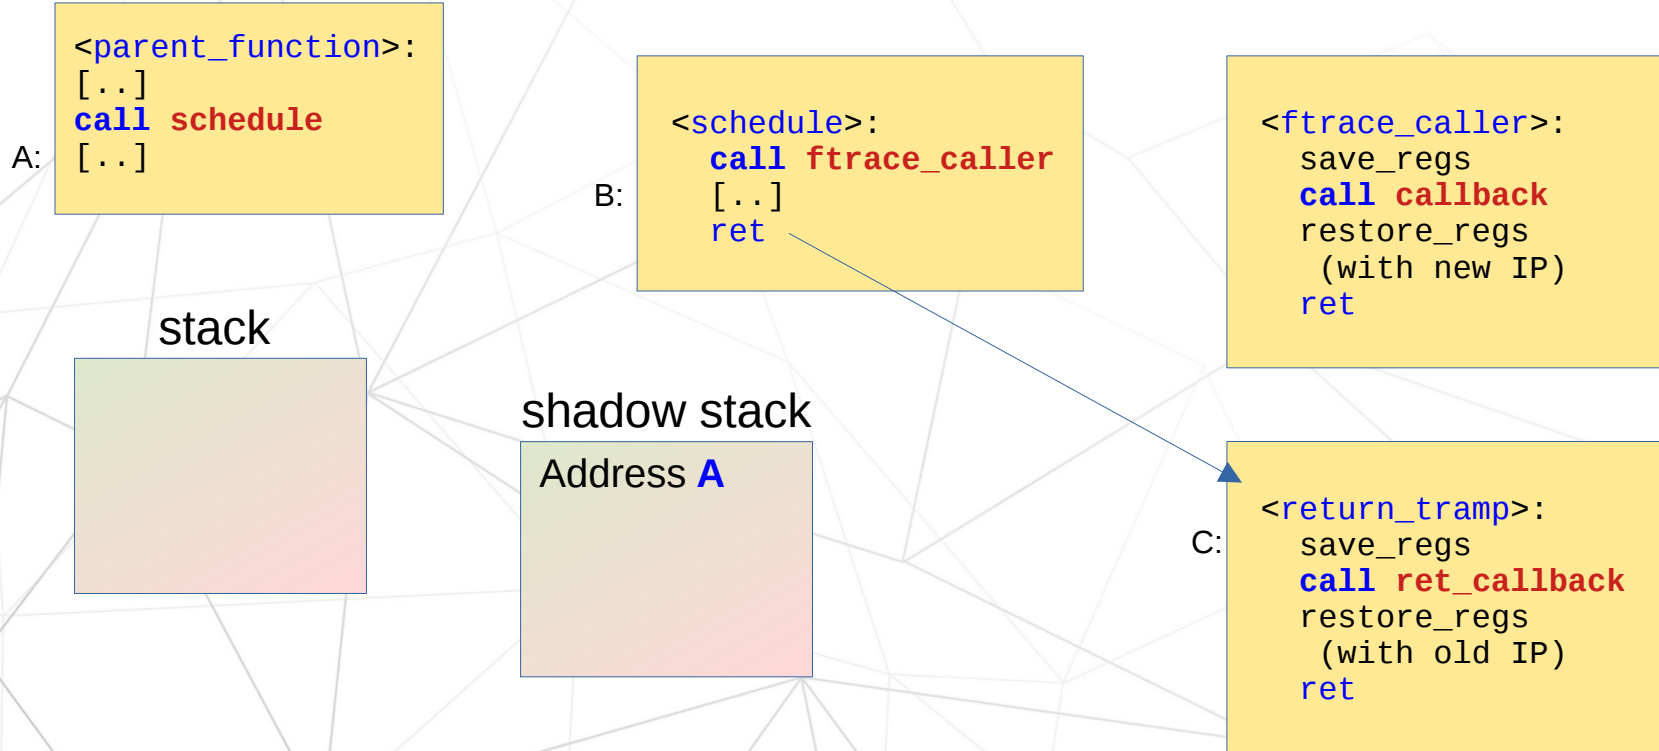 <parent_function>:
[..]
call schedule
[..]
A:
<schedule>:
call ftrace_caller
[..]
ret
B:
<ftrace_caller>:
save_regs
call callback
restore_regs
(with new IP)
ret
stack
shadow stack
Address A
<return_tramp>:
save_regs
call ret_callback
restore_regs
(with old IP)
ret
C: